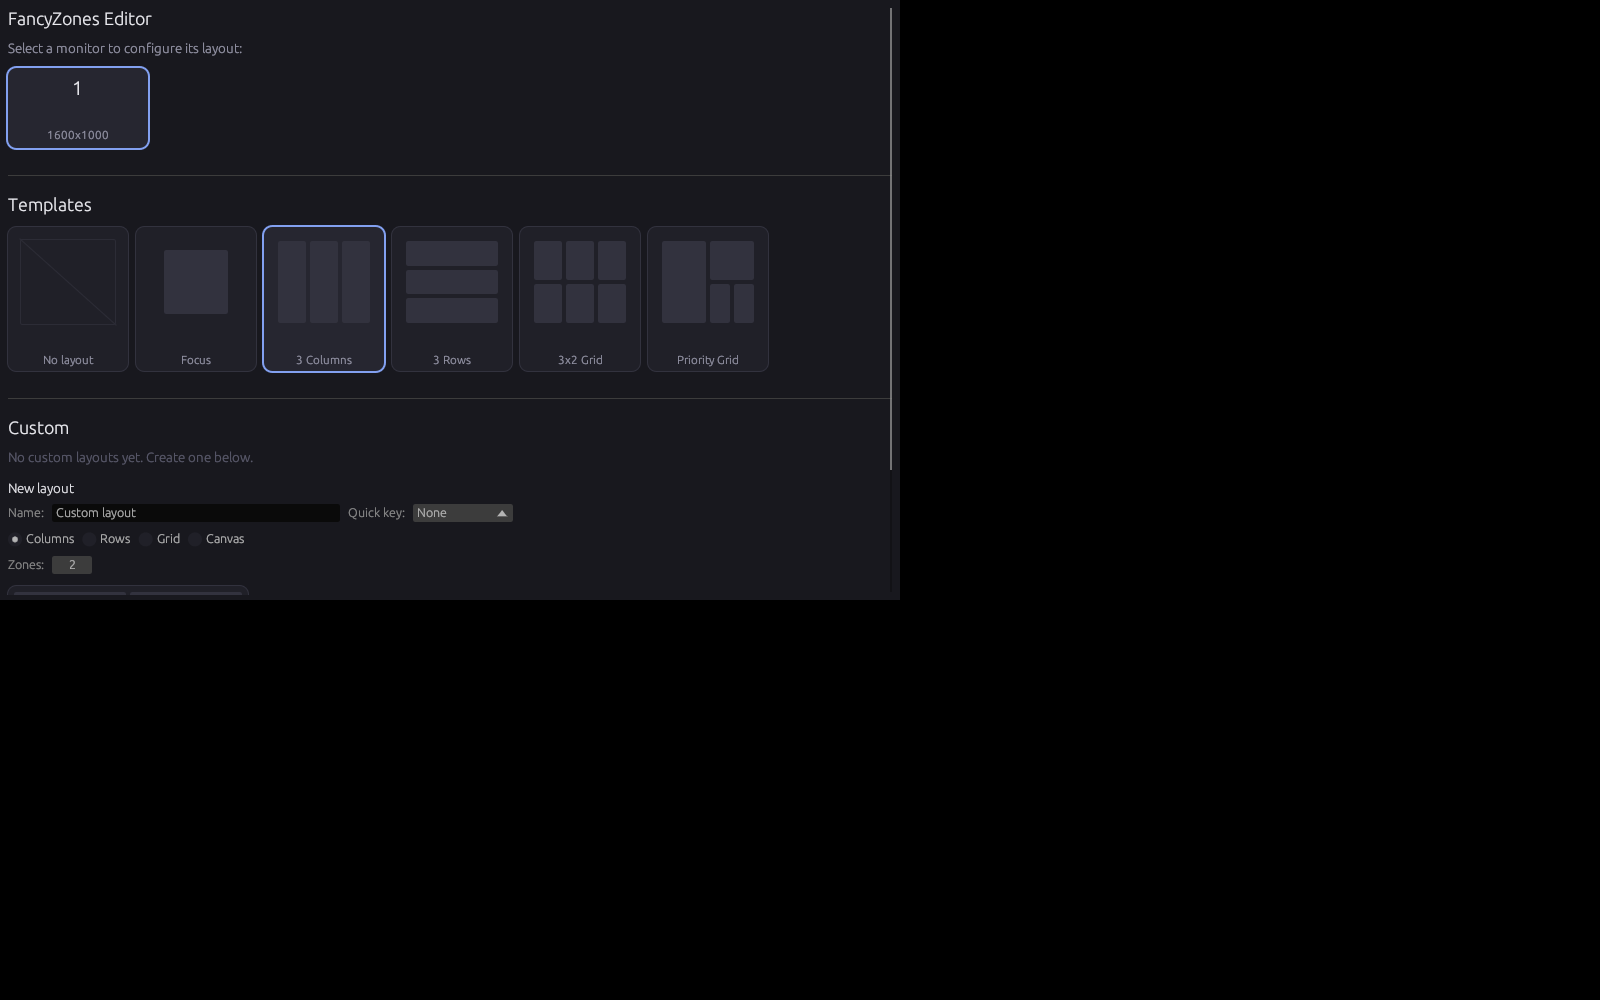 FancyZones Editor
Select a monitor to configure its layout:
1
1600x1000
Templates
No layout
Focus
3 Columns
3 Rows
3x2 Grid
Priority Grid
Custom
No custom layouts yet. Create one below.
New layout
Name: Custom layout Quick key: None
Columns Rows Grid Canvas
Zones: 2